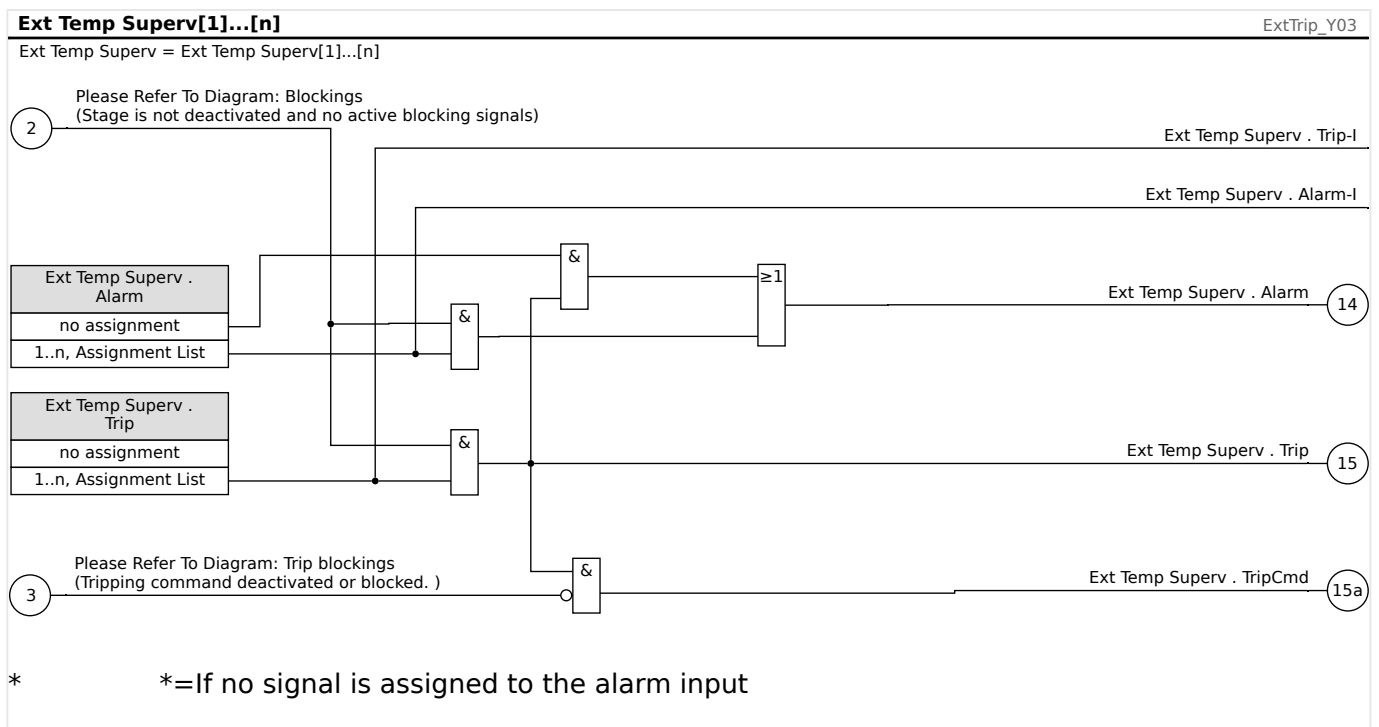 Ext Temp Superv[1]...[n]
ExtTrip_Y03
Ext Temp Superv = Ext Temp Superv[1]...[n]
Please Refer To Diagram: Blockings
(Stage is not deactivated and no active blocking signals)
2
Ext Temp Superv . Trip-I
Ext Temp Superv . Alarm-I
&
Ext Temp Superv .
Alarm
≥1
Ext Temp Superv . Alarm
14
no assignment
&
1..n, Assignment List
Ext Temp Superv .
Trip
&
Ext Temp Superv . Trip
15
no assignment
1..n, Assignment List
Please Refer To Diagram: Trip blockings
(Tripping command deactivated or blocked. )
3
&
Ext Temp Superv . TripCmd
15a
* *=If no signal is assigned to the alarm input